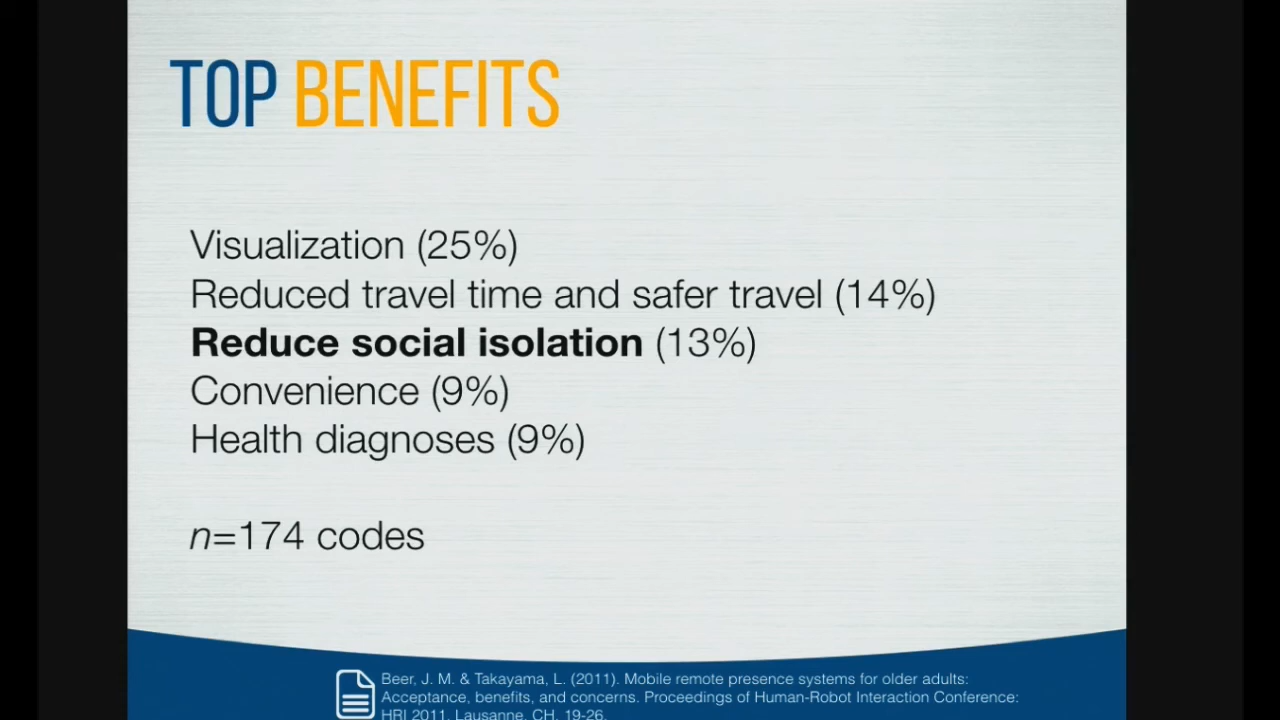 TOP BENEFITS
Visualization (25%)
Reduced travel time and safer travel (14%)
Reduce social isolation (13%)
Convenience (9%)
Health diagnoses (9%)
n=174 codes
Beer, J. M. & Takayama, L. (2011). Mobile remote presence systems for older adults:
Acceptance, benefits, and concerns. Proceedings of Human-Robot Interaction Conference:
HRI 2011, Lausanne, CH, 19-26.